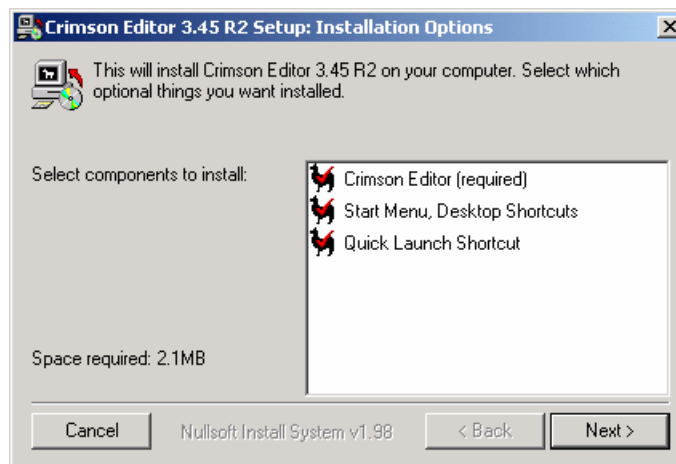 Crimson Editor 3.45 R2 Setup: Installation Options
This will install Crimson Editor 3.45 R2 on your computer. Select which
optional things you want installed.
Select components to install:
Crimson Editor (required)
Start Menu, Desktop Shortcuts
Quick Launch Shortcut
Space required: 2.1MB
Cancel
Nullsoft Install System v1.98
< Back
Next >